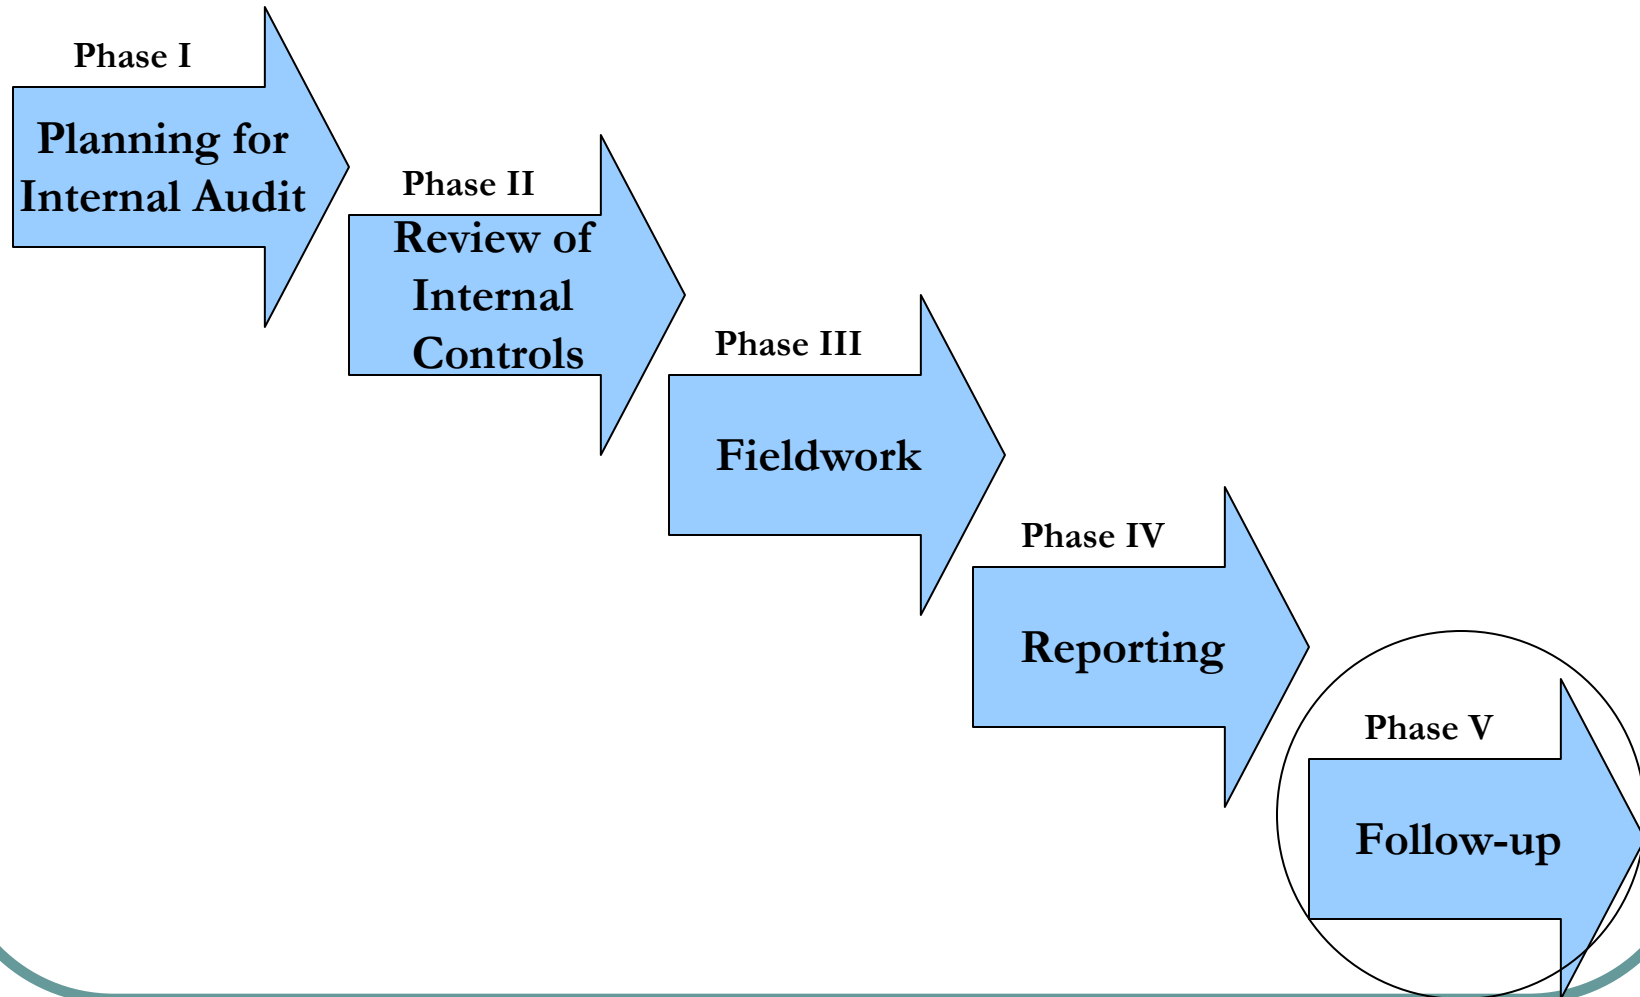 Phase I
Planning for
Internal Audit
Phase II
Review of
Internal
Controls
Phase III
Fieldwork
Phase IV
Reporting
Phase V
Follow-up